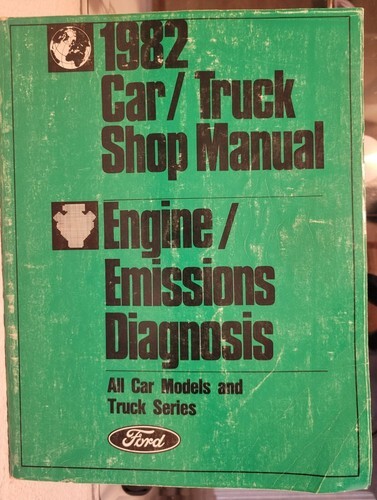 1982
Car/Truck
Shop Manual
Engine/
Emissions
Diagnosis
All Car Models and
Truck Series
Ford